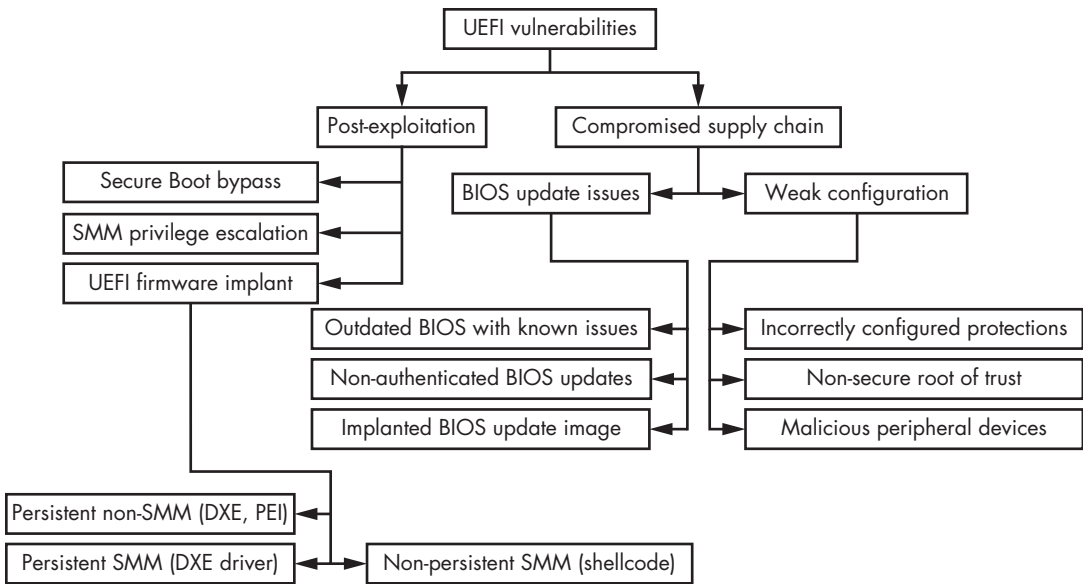 UEFI vulnerabilities
Post-exploitation
Compromised supply chain
Secure Boot bypass
BIOS update issues
Weak configuration
SMM privilege escalation
UEFI firmware implant
Outdated BIOS with known issues
Incorrectly configured protections
Non-authenticated BIOS updates
Non-secure root of trust
Implanted BIOS update image
Malicious peripheral devices
Persistent non-SMM (DXE, PEI)
Persistent SMM (DXE driver)
Non-persistent SMM (shellcode)